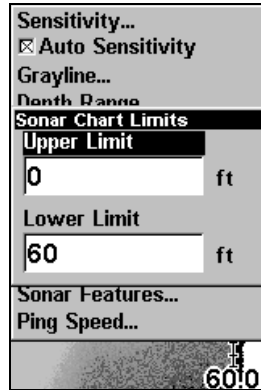 Sensitivity...
Auto Sensitivity
Grayline...
Depth Range
Sonar Chart Limits
Upper Limit
0 ft
Lower Limit
60 ft
Sonar Features...
Ping Speed...
60.0